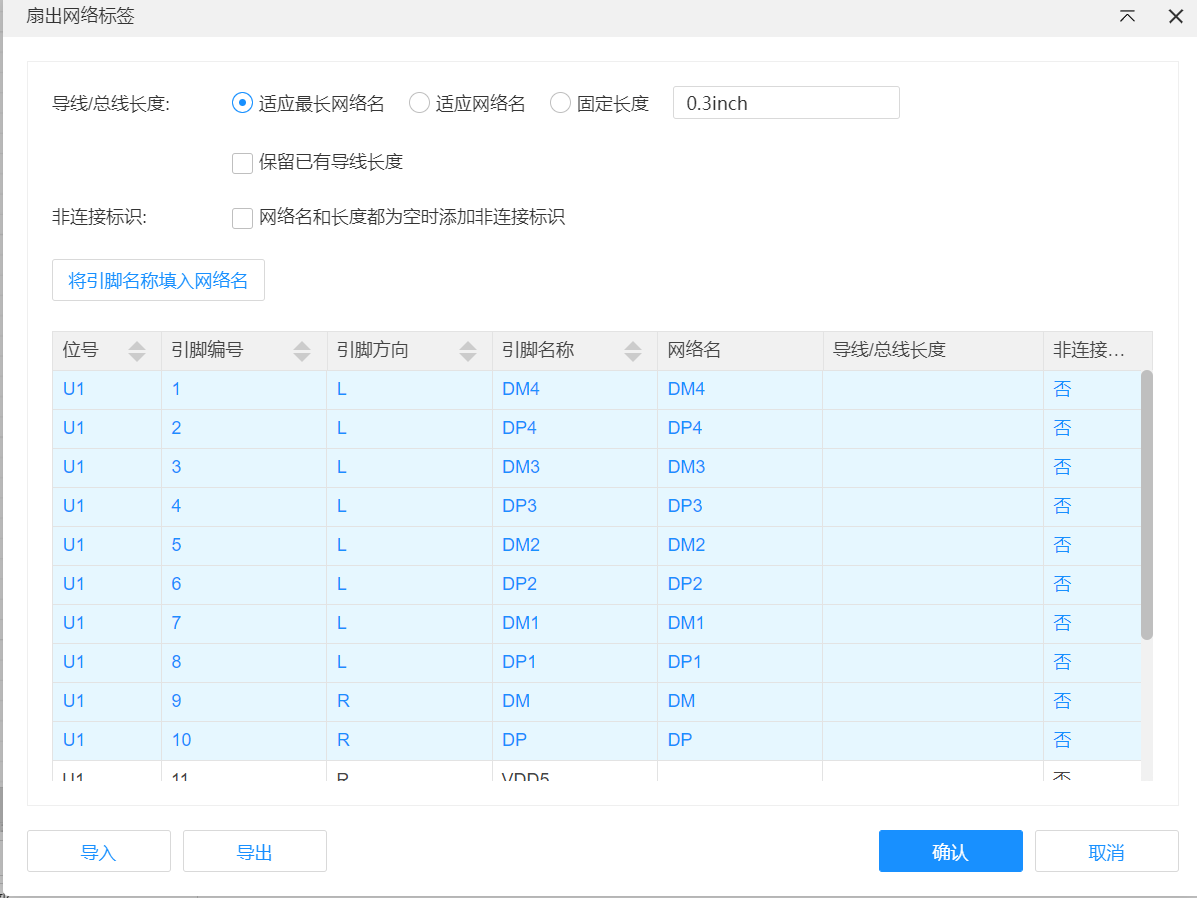 扇出网络标签
导线/总线长度: 适应最长网络名 适应网络名 固定长度 0.3inch
保留已有导线长度
非连接标识: 网络名和长度都为空时添加非连接标识
将引脚名称填入网络名
位号 引脚编号 引脚方向 引脚名称 网络名 导线/总线长度 非连接...
U1 1 L DM4 DM4 否
U1 2 L DP4 DP4 否
U1 3 L DM3 DM3 否
U1 4 L DP3 DP3 否
U1 5 L DM2 DM2 否
U1 6 L DP2 DP2 否
U1 7 L DM1 DM1 否
U1 8 L DP1 DP1 否
U1 9 R DM DM 否
U1 10 R DP DP 否
U1 11 R VDD5 否
导入 导出 确认 取消